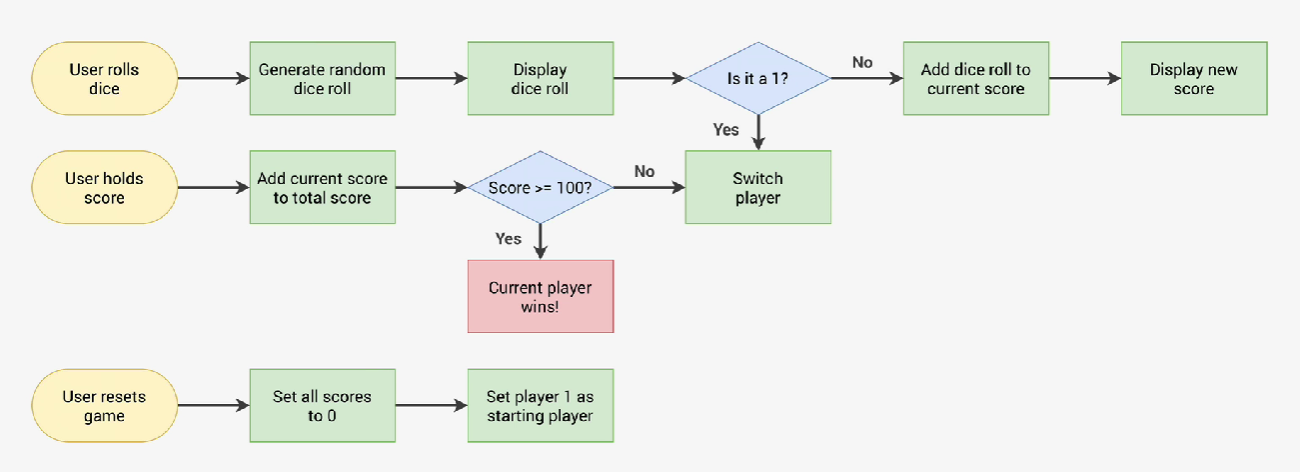 User rolls
dice
Generate random
dice roll
Display
dice roll
Is it a 1?
No
Add dice roll to
current score
Display new
score
Yes
User holds
score
Add current score
to total score
Score >= 100?
No
Switch
player
Yes
Current player
wins!
User resets
game
Set all scores
to 0
Set player 1 as
starting player